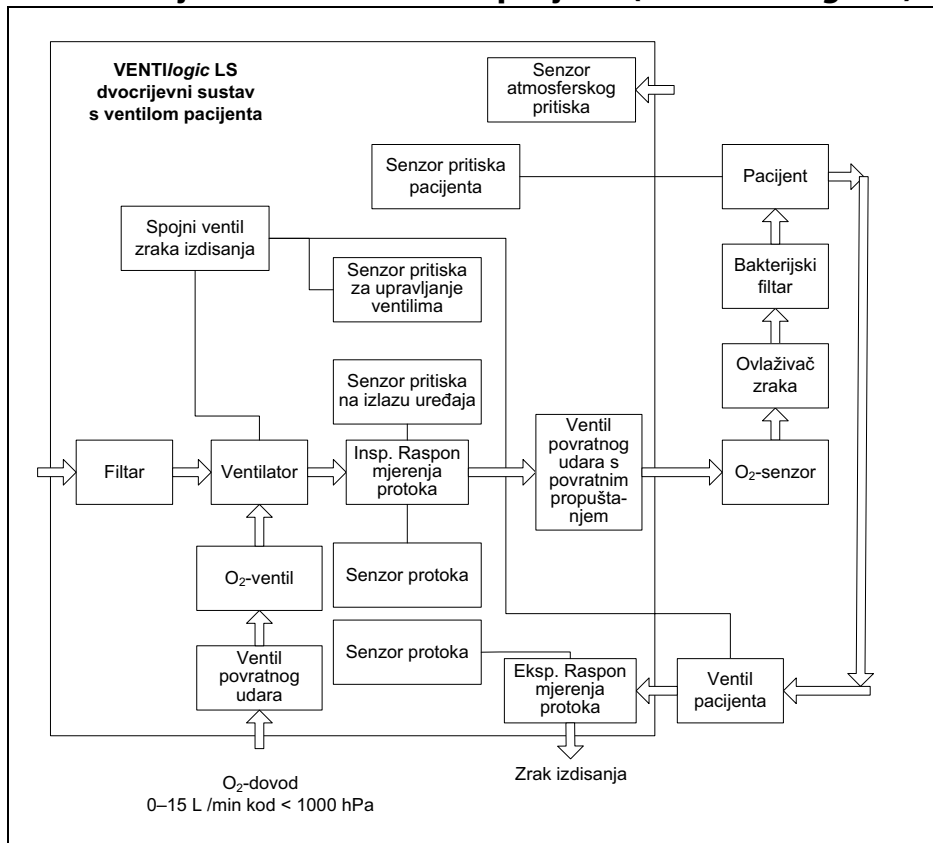 VENTIlogic LS
dvocrijevni sustav
s ventilom pacijenta
Senzor
atmosferskog
pritiska
Senzor pritiska
pacijenta
Pacijent
Spojni ventil
zraka izdisanja
Senzor pritiska
za upravljanje
ventilima
Bakterijski
filtar
Senzor pritiska
na izlazu uređaja
Ovlaživač
zraka
Filtar
Ventilator
Insp. Raspon
mjerenja
protoka
Ventil
povratnog
udara s
povratnim
propušta-
njem
O₂-senzor
O₂-ventil
Senzor protoka
Senzor protoka
Ventil
povratnog
udara
Eksp. Raspon
mjerenja
protoka
Ventil
pacijenta
Zrak izdisanja
O₂-dovod
0–15 L /min kod < 1000 hPa